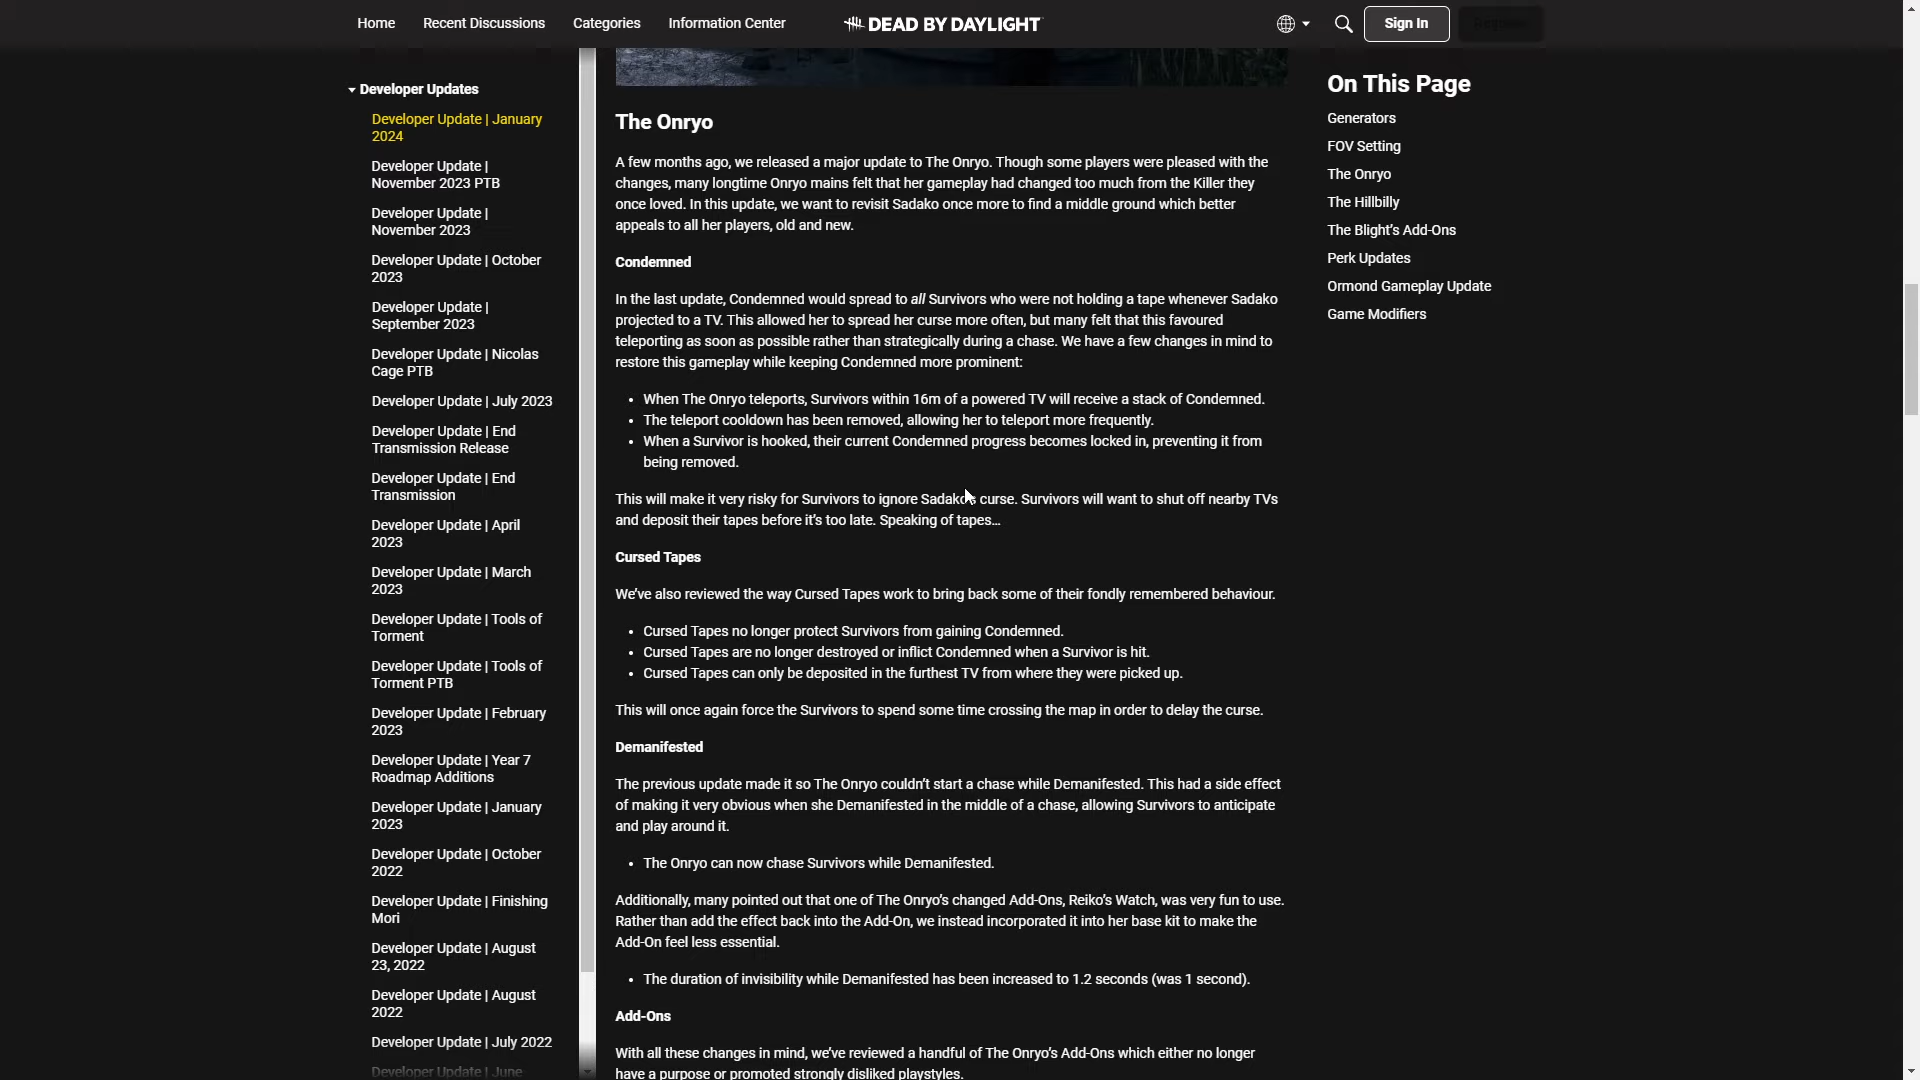 Home
Recent Discussions
Categories
Information Center
DEAD BY DAYLIGHT
Sign In
Developer Updates
Developer Update | January
2024
Developer Update |
November 2023 PTB
Developer Update |
November 2023
Developer Update | October
2023
Developer Update |
September 2023
Developer Update | Nicolas
Cage PTB
Developer Update | July 2023
Developer Update | End
Transmission Release
Developer Update | End
Transmission
Developer Update | April
2023
Developer Update | March
2023
Developer Update | Tools of
Torment
Developer Update | Tools of
Torment PTB
Developer Update | February
2023
Developer Update | Year 7
Roadmap Additions
Developer Update | January
2023
Developer Update | October
2022
Developer Update | Finishing
Mori
Developer Update | August
23, 2022
Developer Update | August
2022
Developer Update | July 2022
Developer Update | June
The Onryo
A few months ago, we released a major update to The Onryo. Though some players were pleased with the
changes, many longtime Onryo mains felt that her gameplay had changed too much from the Killer they
once loved. In this update, we want to revisit Sadako once more to find a middle ground which better
appeals to all her players, old and new.
Condemned
In the last update, Condemned would spread to all Survivors who were not holding a tape whenever Sadako
projected to a TV. This allowed her to spread her curse more often, but many felt that this favoured
teleporting as soon as possible rather than strategically during a chase. We have a few changes in mind to
restore this gameplay while keeping Condemned more prominent:
• When The Onryo teleports, Survivors within 16m of a powered TV will receive a stack of Condemned.
• The teleport cooldown has been removed, allowing her to teleport more frequently.
• When a Survivor is hooked, their current Condemned progress becomes locked in, preventing it from
being removed.
This will make it very risky for Survivors to ignore Sadako's curse. Survivors will want to shut off nearby TVs
and deposit their tapes before it's too late. Speaking of tapes…
Cursed Tapes
We've also reviewed the way Cursed Tapes work to bring back some of their fondly remembered behaviour.
• Cursed Tapes no longer protect Survivors from gaining Condemned.
• Cursed Tapes are no longer destroyed or inflict Condemned when a Survivor is hit.
• Cursed Tapes can only be deposited in the furthest TV from where they were picked up.
This will once again force the Survivors to spend some time crossing the map in order to delay the curse.
Demanifested
The previous update made it so The Onryo couldn't start a chase while Demanifested. This had a side effect
of making it very obvious when she Demanifested in the middle of a chase, allowing Survivors to anticipate
and play around it.
• The Onryo can now chase Survivors while Demanifested.
Additionally, many pointed out that one of The Onryo's changed Add-Ons, Reiko's Watch, was very fun to use.
Rather than add the effect back into the Add-On, we instead incorporated it into her base kit to make the
Add-On feel less essential.
• The duration of invisibility while Demanifested has been increased to 1.2 seconds (was 1 second).
Add-Ons
With all these changes in mind, we've reviewed a handful of The Onryo's Add-Ons which either no longer
have a purpose or promoted strongly disliked playstyles.
On This Page
Generators
FOV Setting
The Onryo
The Hillbilly
The Blight's Add-Ons
Perk Updates
Ormond Gameplay Update
Game Modifiers